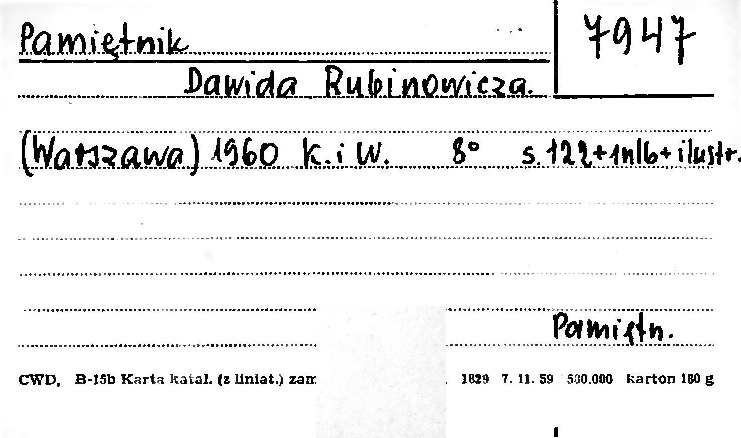 Pamiętnik
7947
Dawida Rubinowicza.
(Warszawa) 1960 K. i W. 8° s. 122+1nlb+ilustr.
Pamiętn.
CWD, B-15b Karta katal. (z liniat.) zam 1829 7. 11. 59 500.000 karton 180 g